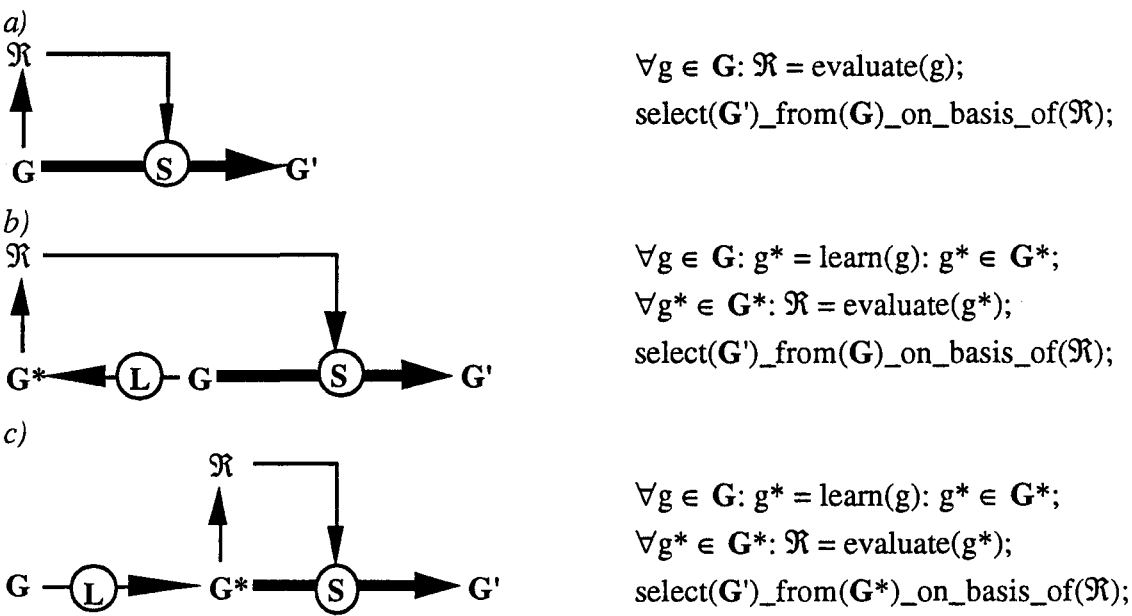 a)
ℜ
∀g ∈ G: ℜ = evaluate(g);
select(G')_from(G)_on_basis_of(ℜ);
G S G'
b)
ℜ
∀g ∈ G: g* = learn(g): g* ∈ G*;
∀g* ∈ G*: ℜ = evaluate(g*);
select(G')_from(G)_on_basis_of(ℜ);
G* L G S G'
c)
ℜ
∀g ∈ G: g* = learn(g): g* ∈ G*;
∀g* ∈ G*: ℜ = evaluate(g*);
select(G')_from(G*)_on_basis_of(ℜ);
G L G* S G'